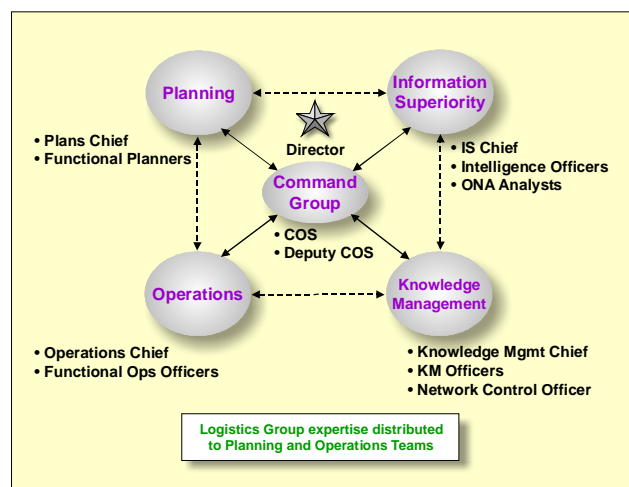 Planning
Information
Superiority
• Plans Chief
• Functional Planners
Director
• IS Chief
• Intelligence Officers
• ONA Analysts
Command
Group
• COS
• Deputy COS
Operations
Knowledge
Management
• Operations Chief
• Functional Ops Officers
• Knowledge Mgmt Chief
• KM Officers
• Network Control Officer
Logistics Group expertise distributed
to Planning and Operations Teams